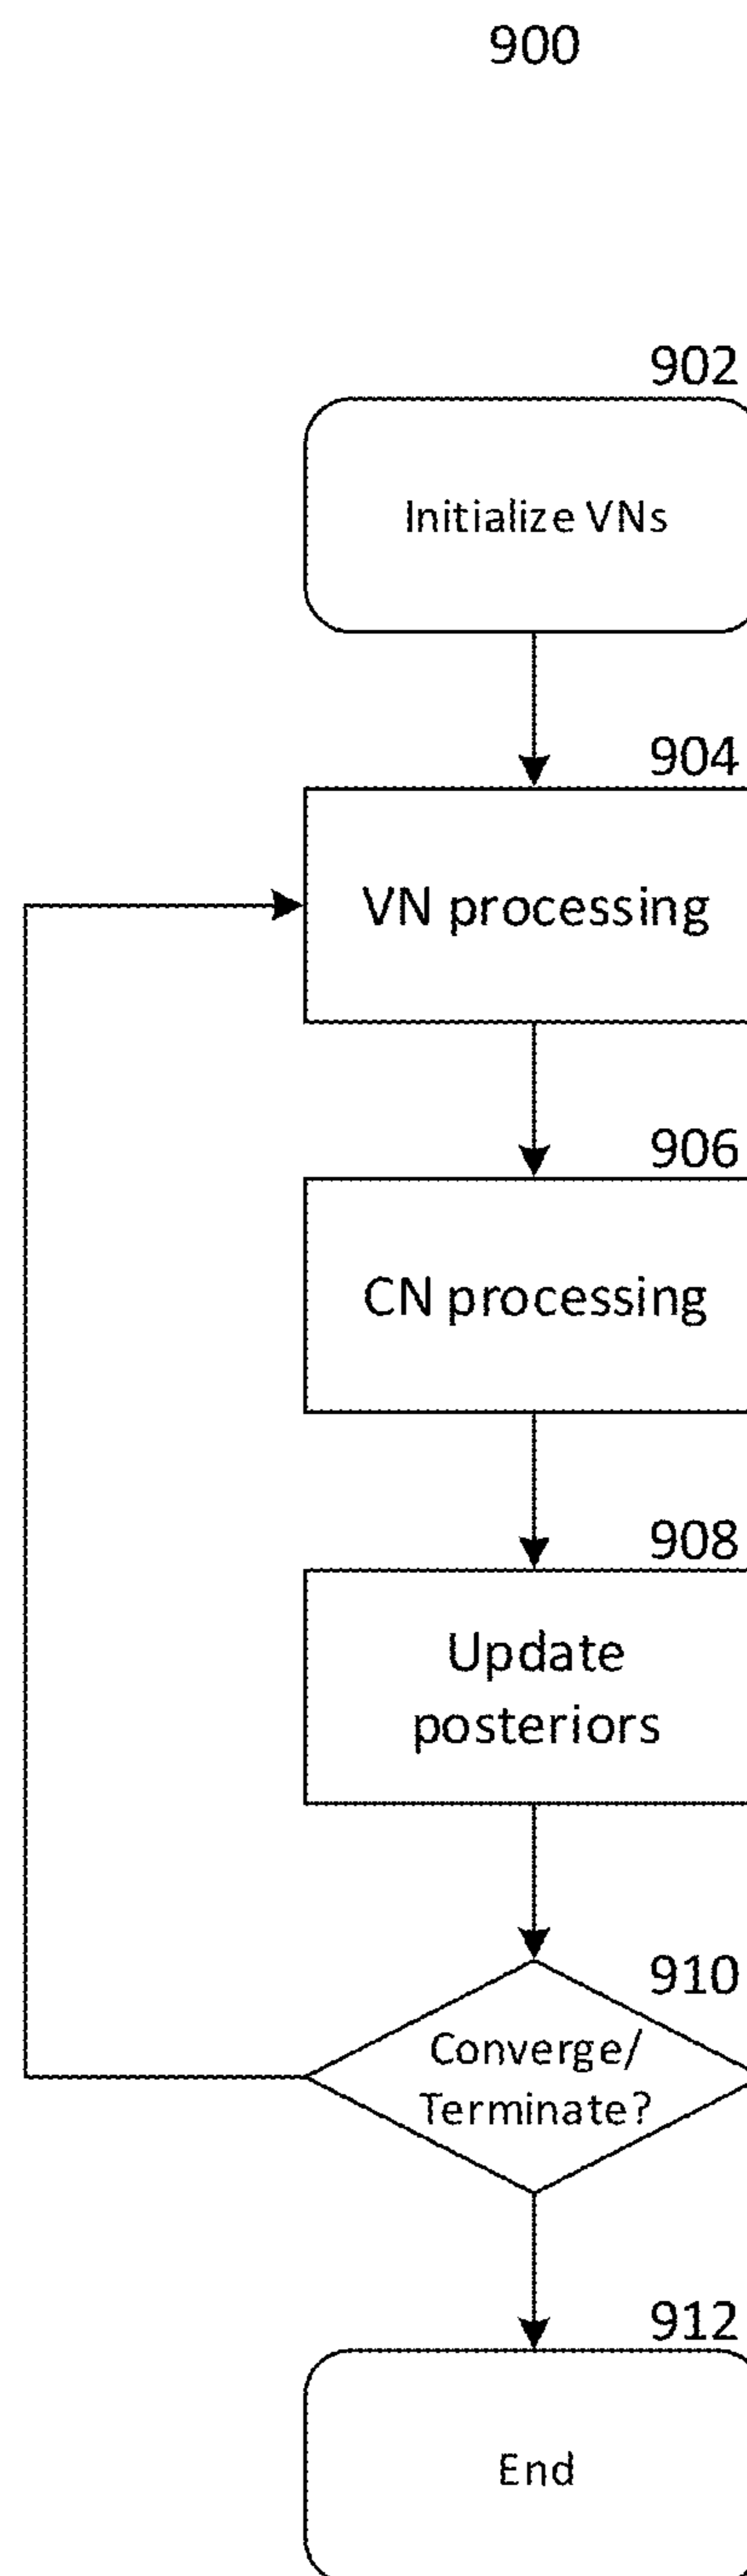 900
902
Initialize VNs
904
VN processing
906
CN processing
908
Update
posteriors
910
Converge/
Terminate?
912
End